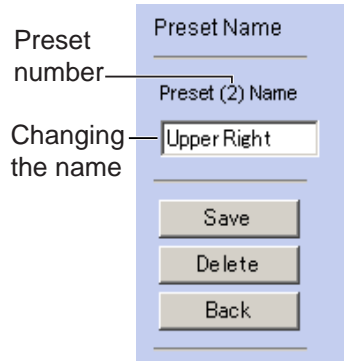 Preset Name
Preset
number
Preset (2) Name
Changing
the name
Upper Right
Save
Delete
Back